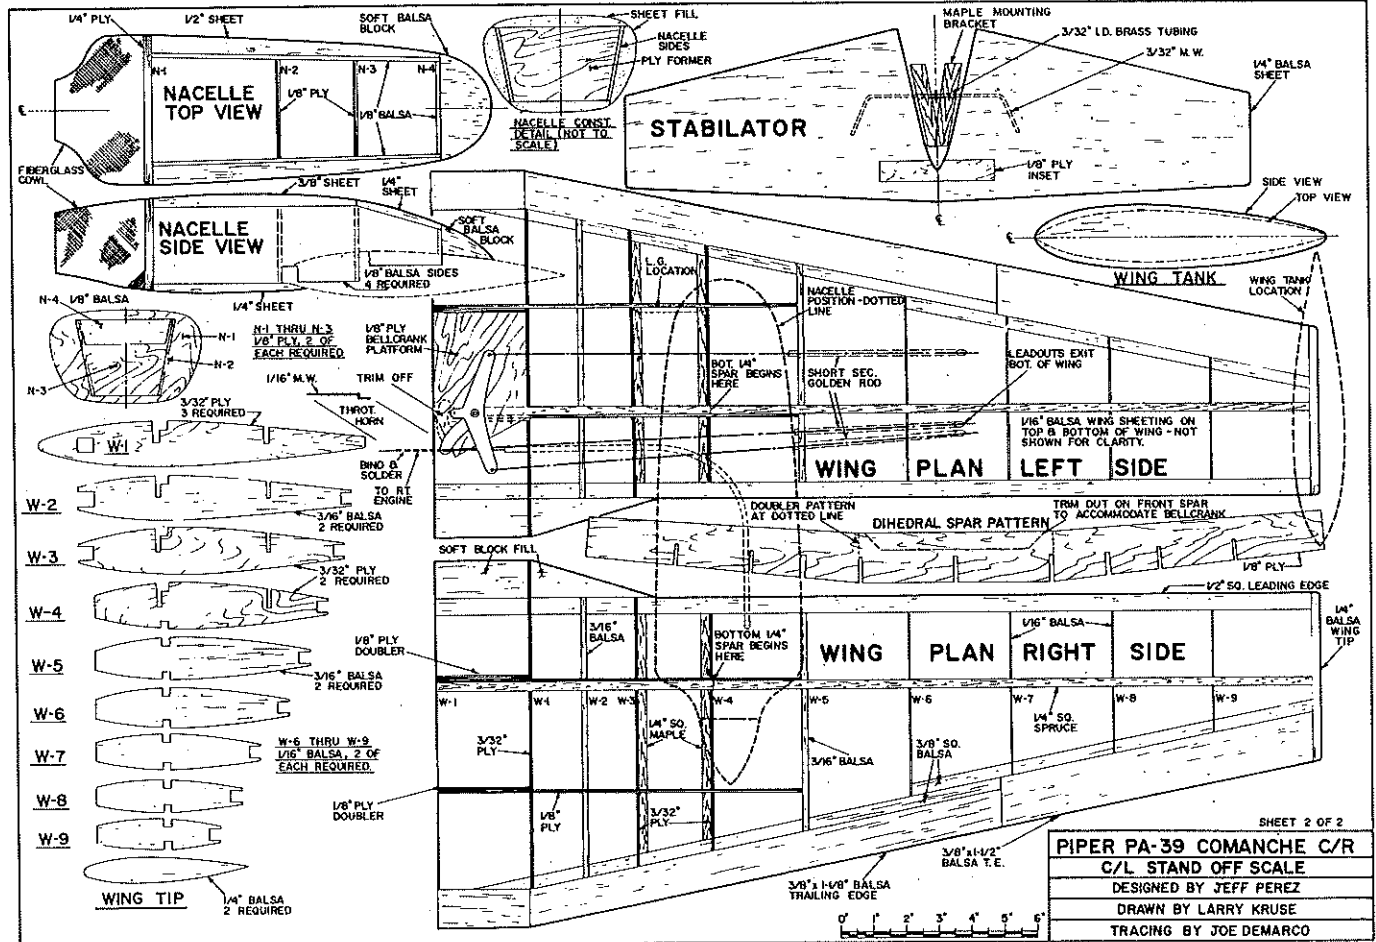 1/4" PLY
1/2" SHEET
SOFT BALSA
BLOCK
N-1
N-2
N-3
N-4
NACELLE
TOP VIEW
1/8" PLY
1/8" BALSA
℄
FIBERGLASS
COWL
SHEET FILL
NACELLE
SIDES
PLY FORMER
NACELLE CONST.
DETAIL (NOT TO
SCALE)
MAPLE MOUNTING
BRACKET
3/32" I.D. BRASS TUBING
3/32" M.W.
1/4" BALSA
SHEET
STABILATOR
1/8" PLY
INSET
℄
3/8" SHEET
1/4"
SHEET
NACELLE
SIDE VIEW
SOFT
BALSA
BLOCK
1/8" BALSA SIDES
4 REQUIRED
1/4" SHEET
SIDE VIEW
TOP VIEW
℄
WING TANK
WING TANK
LOCATION
N-4
1/8" BALSA
N-1
N-2
N-3
N-1 THRU N-3
1/8" PLY, 2 OF
EACH REQUIRED
1/8" PLY
BELLCRANK
PLATFORM
L.G.
LOCATION
NACELLE
POSITION-DOTTED
LINE
1/16" M.W.
TRIM OFF
THROT.
HORN
BOT. 1/4"
SPAR BEGINS
HERE
SHORT SEC.
GOLDEN ROD
LEADOUTS EXIT
BOT. OF WING
3/32" PLY
3 REQUIRED
W-1
1/16" BALSA WING SHEETING ON
TOP & BOTTOM OF WING - NOT
SHOWN FOR CLARITY.
BIND &
SOLDER
TO RT.
ENGINE
WING PLAN LEFT SIDE
W-2
3/16" BALSA
2 REQUIRED
W-3
3/32" PLY
2 REQUIRED
DOUBLER PATTERN
AT DOTTED LINE
DIHEDRAL SPAR PATTERN
TRIM OUT ON FRONT SPAR
TO ACCOMMODATE BELLCRANK
1/8" PLY
SOFT BLOCK FILL
1/2" SQ. LEADING EDGE
W-4
W-5
3/16" BALSA
2 REQUIRED
1/8" PLY
DOUBLER
3/16"
BALSA
BOTTOM 1/4"
SPAR BEGINS
HERE
1/16" BALSA
1/4"
BALSA
WING
TIP
WING PLAN RIGHT SIDE
W-1
W-1
W-2
W-3
W-4
W-5
W-6
W-7
W-8
W-9
W-6
W-7
W-6 THRU W-9
1/16" BALSA, 2 OF
EACH REQUIRED
3/32"
PLY
1/4" SQ.
MAPLE
3/16" BALSA
3/8" SQ.
BALSA
1/4" SQ.
SPRUCE
W-8
W-9
1/8" PLY
DOUBLER
1/8"
PLY
3/32"
PLY
WING TIP
1/4" BALSA
2 REQUIRED
3/8" x 1-1/8" BALSA
TRAILING EDGE
3/8" x 1-1/2"
BALSA T.E.
0" 1" 2" 3" 4" 5" 6"
SHEET 2 OF 2
PIPER PA-39 COMANCHE C/R
C/L STAND OFF SCALE
DESIGNED BY JEFF PEREZ
DRAWN BY LARRY KRUSE
TRACING BY JOE DEMARCO